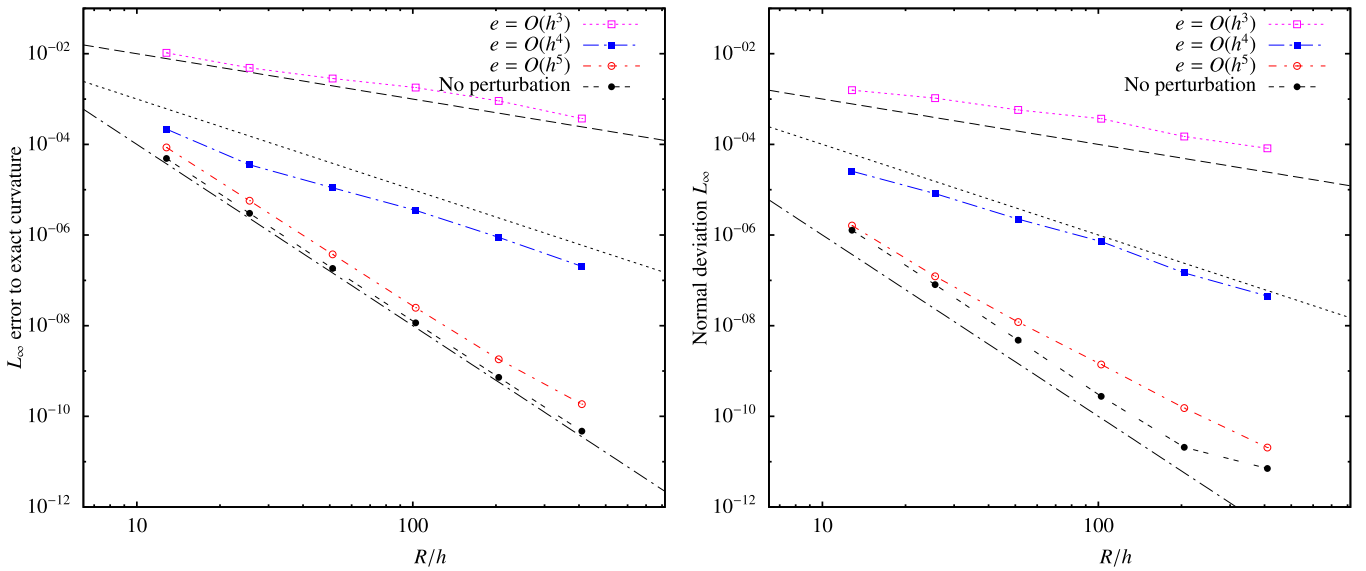 e = O(h³)
e = O(h⁴)
e = O(h⁵)
No perturbation
10⁻⁰²
10⁻⁰⁴
10⁻⁰⁶
10⁻⁰⁸
10⁻¹⁰
10⁻¹²
L∞ error to exact curvature
10
100
R/h
e = O(h³)
e = O(h⁴)
e = O(h⁵)
No perturbation
10⁻⁰²
10⁻⁰⁴
10⁻⁰⁶
10⁻⁰⁸
10⁻¹⁰
10⁻¹²
Normal deviation L∞
10
100
R/h